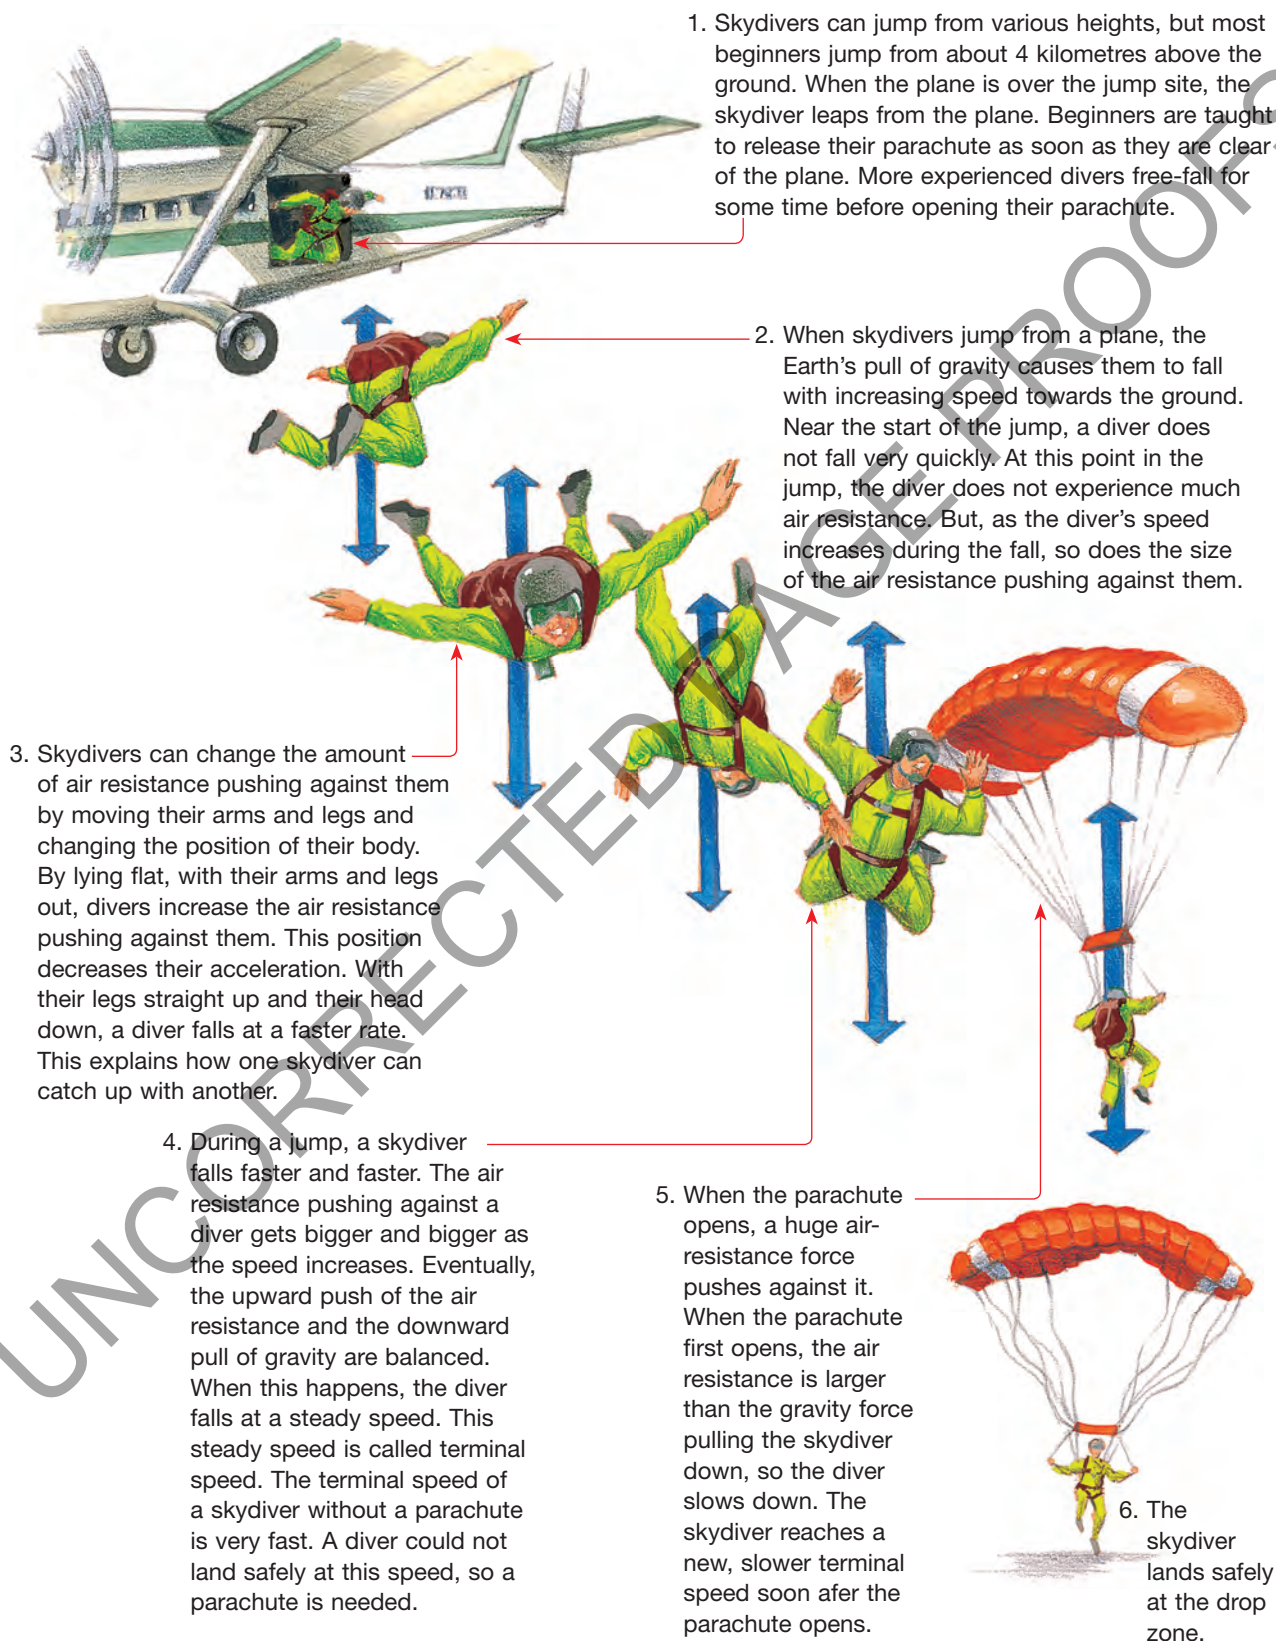 1. Skydivers can jump from various heights, but most
beginners jump from about 4 kilometres above the
ground. When the plane is over the jump site, the
skydiver leaps from the plane. Beginners are taught
to release their parachute as soon as they are clear
of the plane. More experienced divers free-fall for
some time before opening their parachute.
2. When skydivers jump from a plane, the
Earth's pull of gravity causes them to fall
with increasing speed towards the ground.
Near the start of the jump, a diver does
not fall very quickly. At this point in the
jump, the diver does not experience much
air resistance. But, as the diver's speed
increases during the fall, so does the size
of the air resistance pushing against them.
3. Skydivers can change the amount
of air resistance pushing against them
by moving their arms and legs and
changing the position of their body.
By lying flat, with their arms and legs
out, divers increase the air resistance
pushing against them. This position
decreases their acceleration. With
their legs straight up and their head
down, a diver falls at a faster rate.
This explains how one skydiver can
catch up with another.
4. During a jump, a skydiver
falls faster and faster. The air
resistance pushing against a
diver gets bigger and bigger as
the speed increases. Eventually,
the upward push of the air
resistance and the downward
pull of gravity are balanced.
When this happens, the diver
falls at a steady speed. This
steady speed is called terminal
speed. The terminal speed of
a skydiver without a parachute
is very fast. A diver could not
land safely at this speed, so a
parachute is needed.
5. When the parachute
opens, a huge air-
resistance force
pushes against it.
When the parachute
first opens, the air
resistance is larger
than the gravity force
pulling the skydiver
down, so the diver
slows down. The
skydiver reaches a
new, slower terminal
speed soon afer the
parachute opens.
6. The
skydiver
lands safely
at the drop
zone.
UNCORRECTED PAGE PROOFS